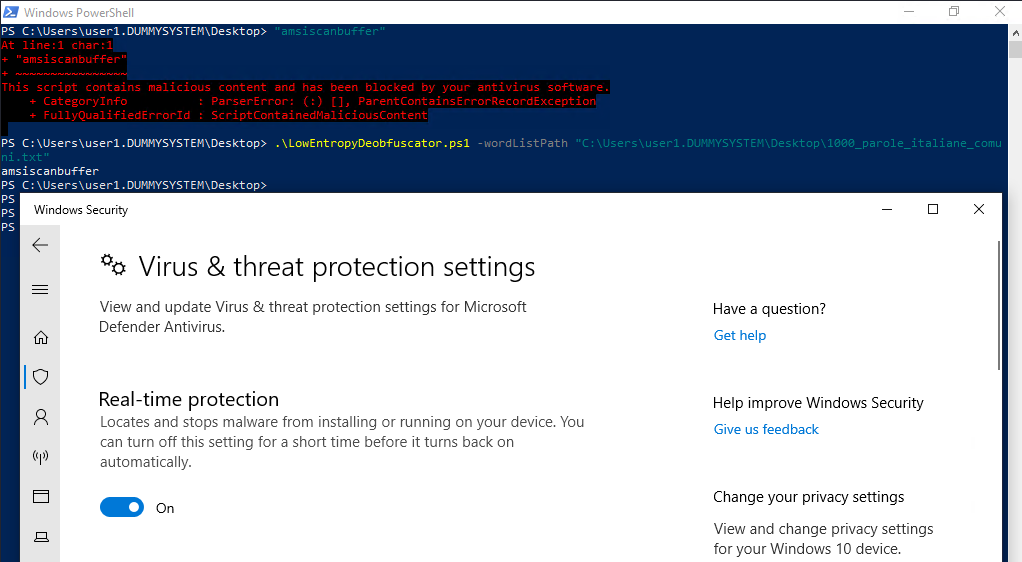 Windows PowerShell
PS C:\Users\user1.DUMMYSYSTEM\Desktop> "amsiscanbuffer"
At line:1 char:1
+ "amsiscanbuffer"
+ ~~~~~~~~~~~~~~~~
This script contains malicious content and has been blocked by your antivirus software.
    + CategoryInfo          : ParserError: (:) [], ParentContainsErrorRecordException
    + FullyQualifiedErrorId : ScriptContainedMaliciousContent
PS C:\Users\user1.DUMMYSYSTEM\Desktop> .\LowEntropyDeobfuscator.ps1 -wordListPath "C:\Users\user1.DUMMYSYSTEM\Desktop\1000_parole_italiane_comu
ni.txt"
amsiscanbuffer
PS C:\Users\user1.DUMMYSYSTEM\Desktop>
PS
PS
PS
Windows Security
Virus & threat protection settings
View and update Virus & threat protection settings for Microsoft
Defender Antivirus.
Real-time protection
Locates and stops malware from installing or running on your device. You
can turn off this setting for a short time before it turns back on
automatically.
On
Have a question?
Get help
Help improve Windows Security
Give us feedback
Change your privacy settings
View and change privacy settings
for your Windows 10 device.